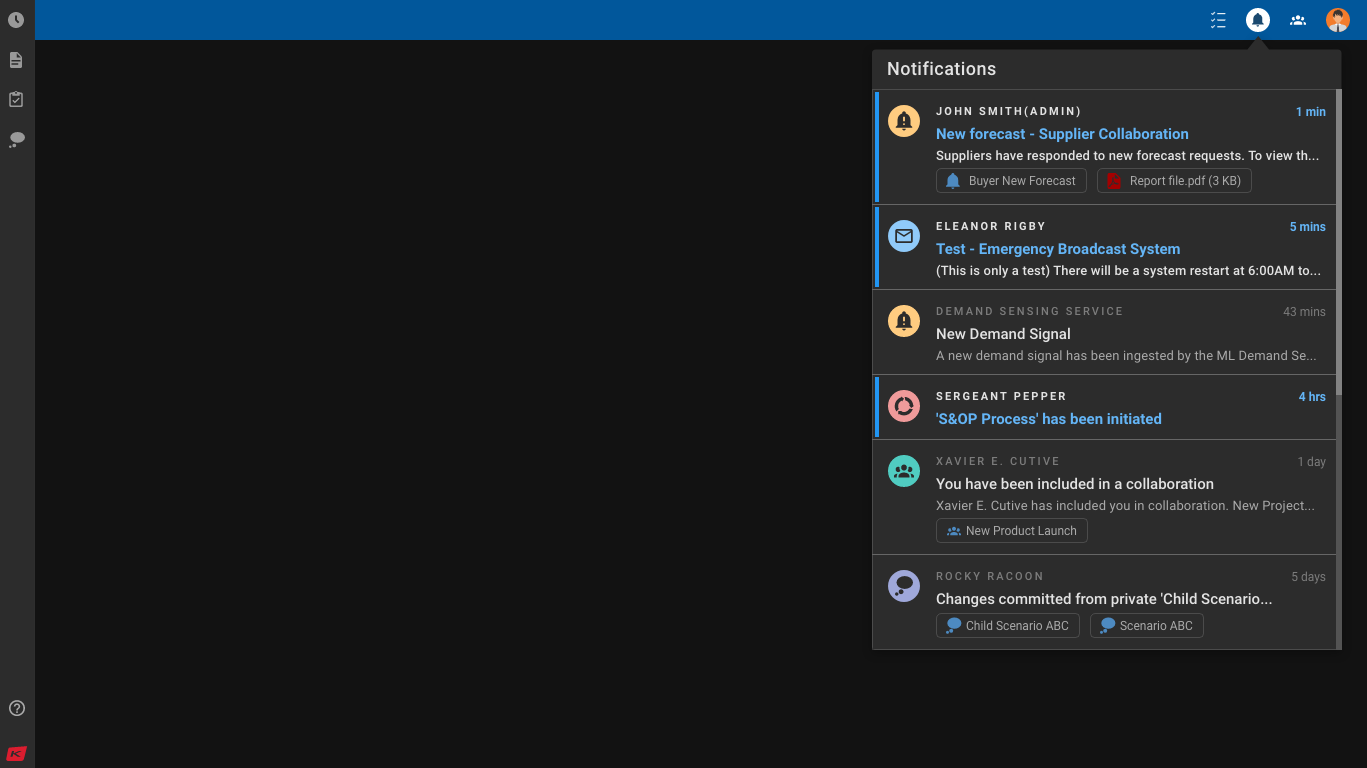 Notifications
JOHN SMITH(ADMIN) 1 min
New forecast - Supplier Collaboration
Suppliers have responded to new forecast requests. To view th...
Buyer New Forecast Report file.pdf (3 KB)
ELEANOR RIGBY 5 mins
Test - Emergency Broadcast System
(This is only a test) There will be a system restart at 6:00AM to...
DEMAND SENSING SERVICE 43 mins
New Demand Signal
A new demand signal has been ingested by the ML Demand Se...
SERGEANT PEPPER 4 hrs
'S&OP Process' has been initiated
XAVIER E. CUTIVE 1 day
You have been included in a collaboration
Xavier E. Cutive has included you in collaboration. New Project...
New Product Launch
ROCKY RACOON 5 days
Changes committed from private 'Child Scenario...
Child Scenario ABC Scenario ABC